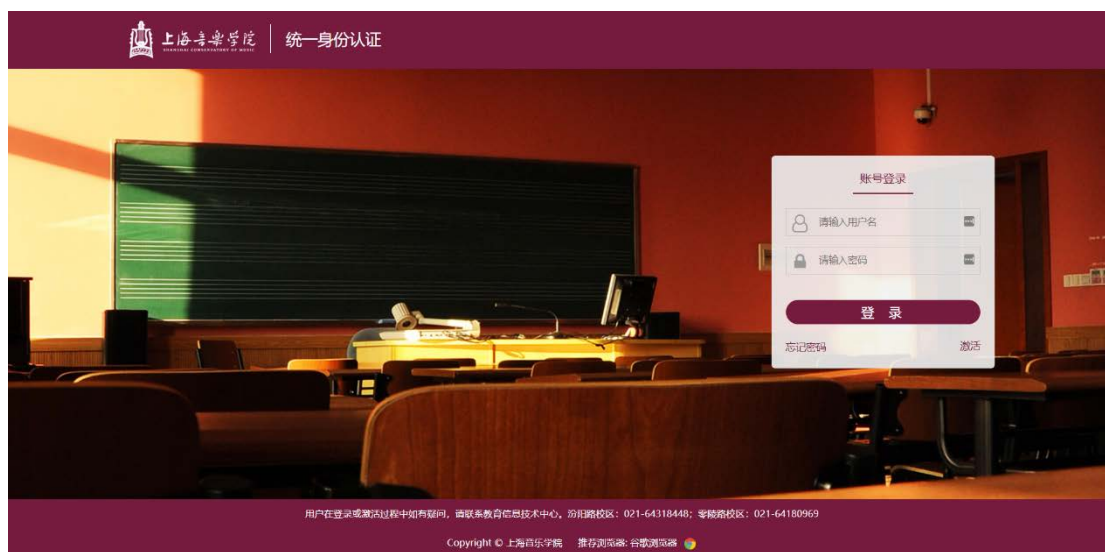 上海音乐学院 统一身份认证
SHANGHAI CONSERVATORY OF MUSIC
账号登录
请输入用户名
请输入密码
登 录
忘记密码 激活
用户在登录或激活过程中如有疑问，请联系教育信息技术中心。汾阳路校区：021-64318448；零陵路校区：021-64180969
Copyright © 上海音乐学院 推荐浏览器: 谷歌浏览器